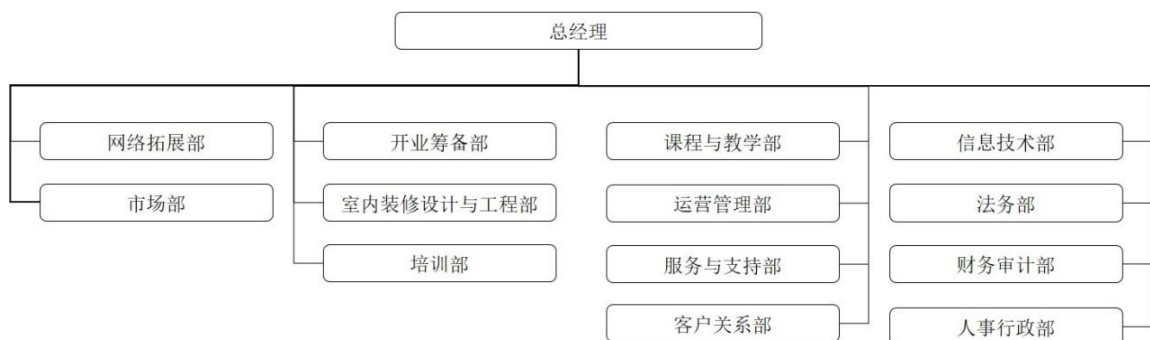 总经理
网络拓展部
市场部
开业筹备部
室内装修设计与工程部
培训部
课程与教学部
运营管理部
服务与支持部
客户关系部
信息技术部
法务部
财务审计部
人事行政部